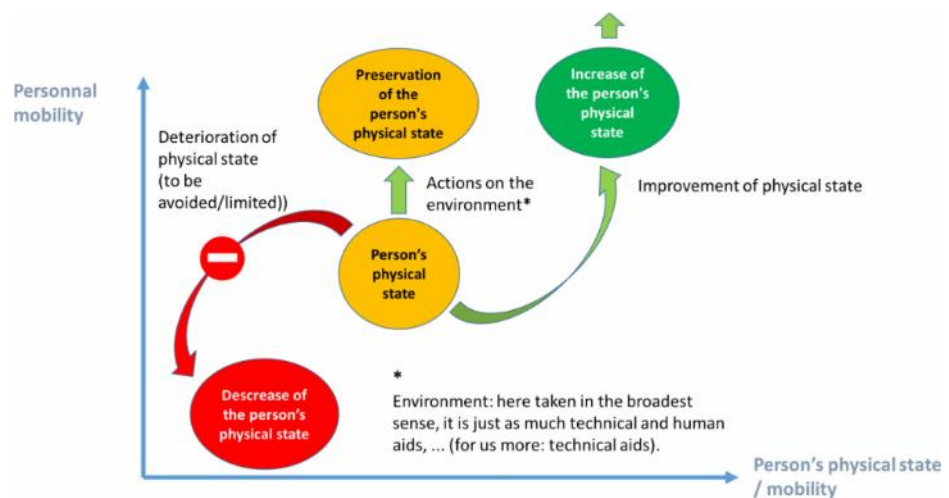 Personnal
mobility
Deterioration of
physical state
(to be
avoided/limited))
Preservation
of the
person's
physical state
Increase of
the person's
physical
state
Actions on the
environment*
Improvement of physical state
Person's
physical
state
Descrease of
the person's
physical state
*
Environment: here taken in the broadest
sense, it is just as much technical and human
aids, ... (for us more: technical aids).
Person's physical state
/ mobility